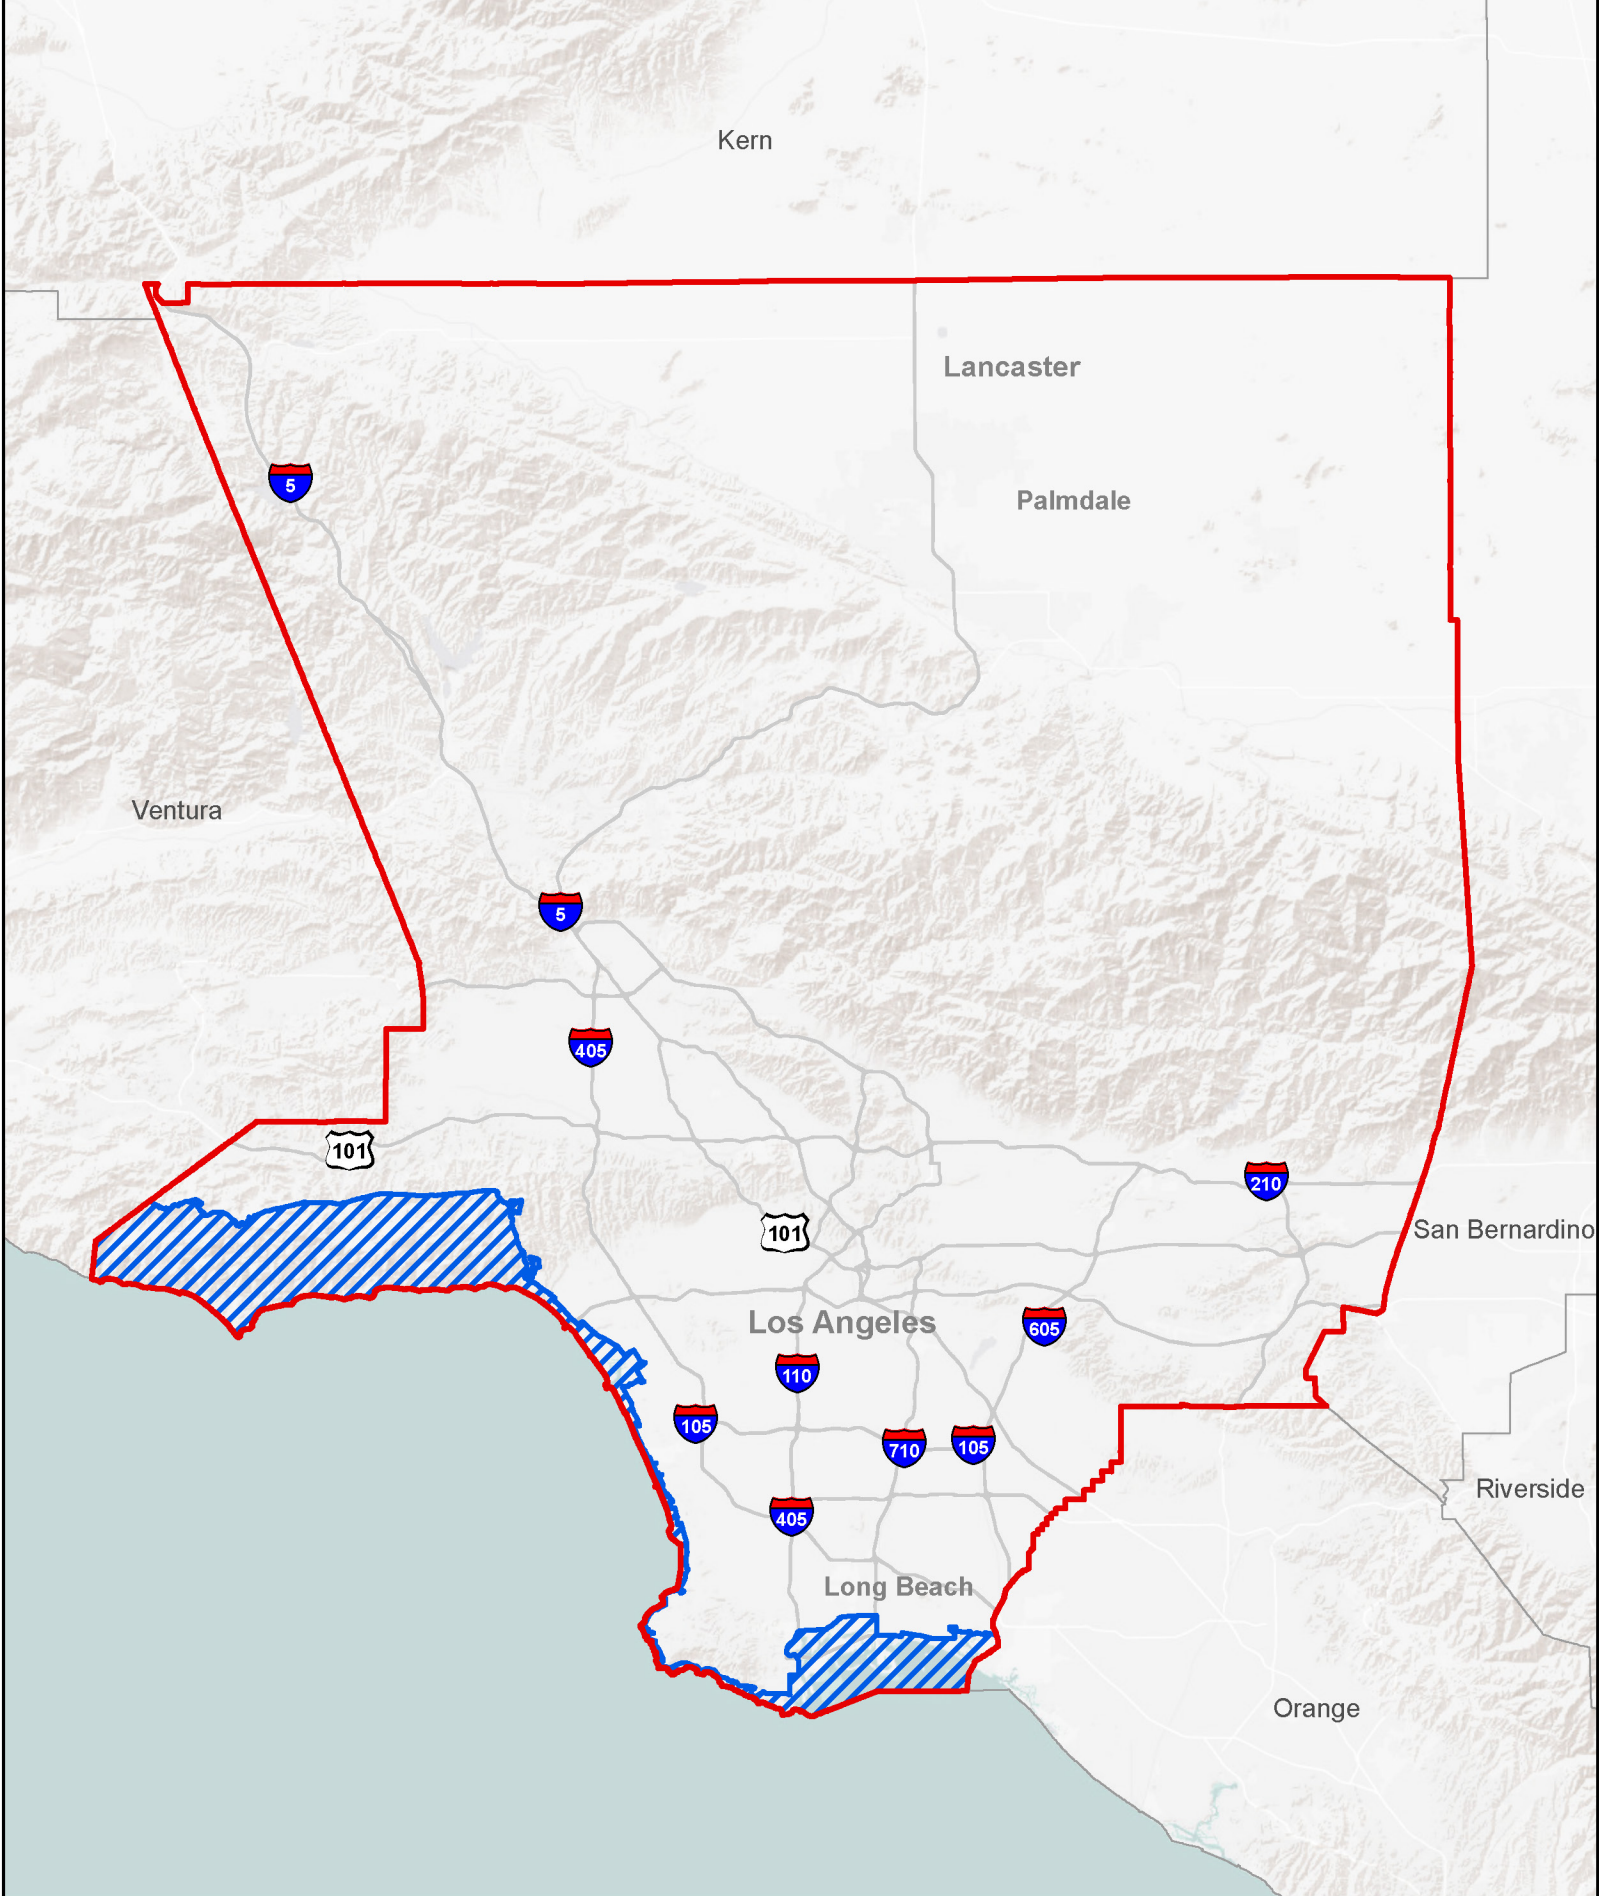 Kern
Lancaster
5
Palmdale
Ventura
5
405
101
210
101
San Bernardino
Los Angeles
605
110
105
710
105
Riverside
405
Long Beach
Orange